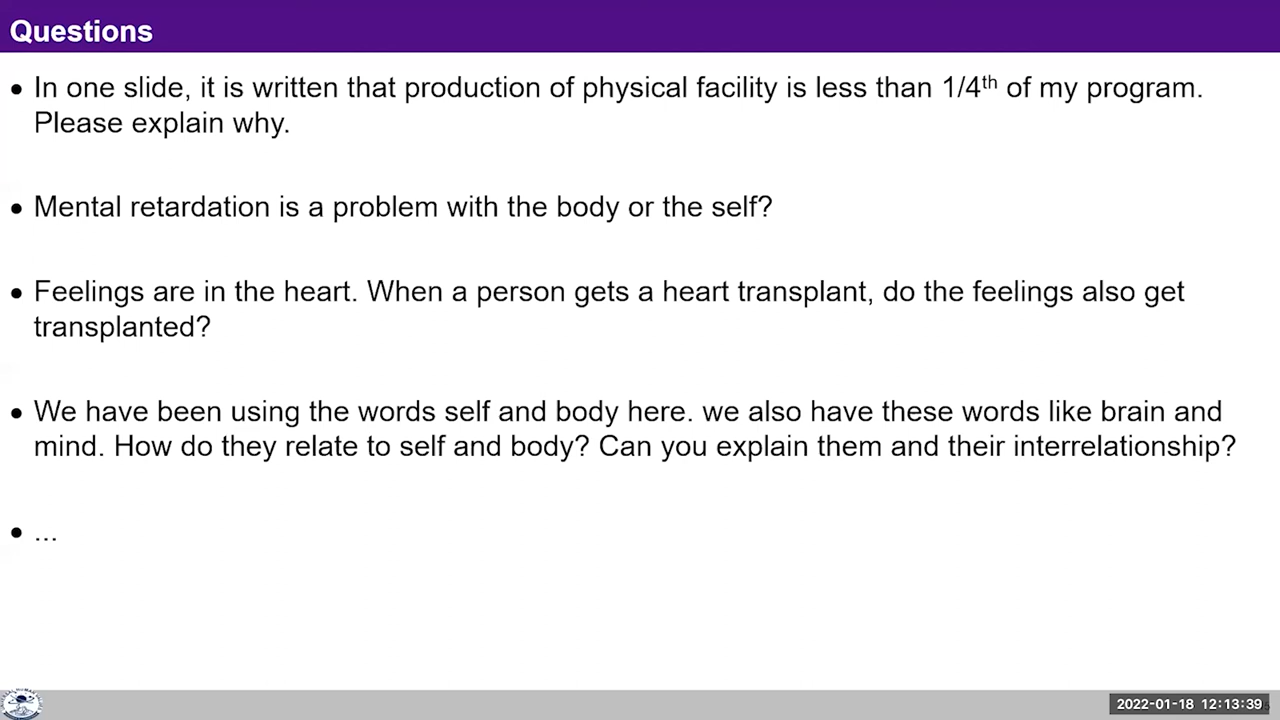 Questions
• In one slide, it is written that production of physical facility is less than 1/4th of my program.
Please explain why.
• Mental retardation is a problem with the body or the self?
• Feelings are in the heart. When a person gets a heart transplant, do the feelings also get
transplanted?
• We have been using the words self and body here. we also have these words like brain and
mind. How do they relate to self and body? Can you explain them and their interrelationship?
• ...
2022-01-18 12:13:39